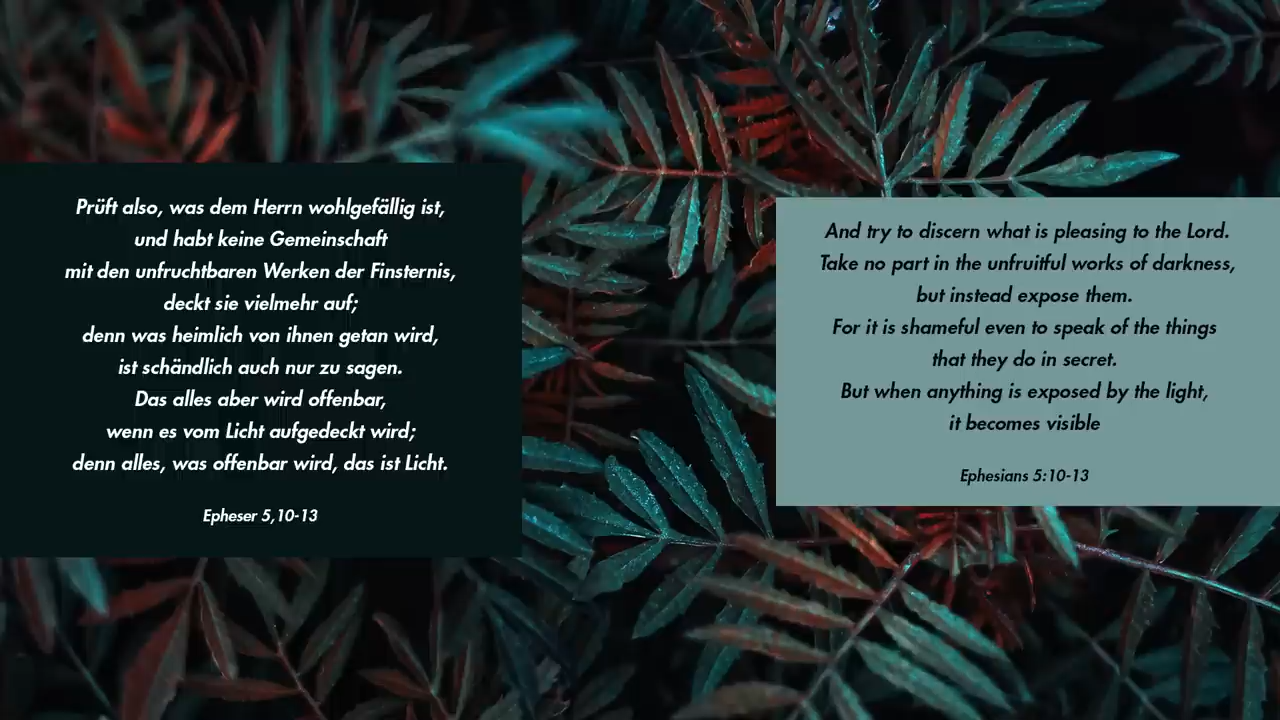 Prüft also, was dem Herrn wohlgefällig ist,
und habt keine Gemeinschaft
mit den unfruchtbaren Werken der Finsternis,
deckt sie vielmehr auf;
denn was heimlich von ihnen getan wird,
ist schändlich auch nur zu sagen.
Das alles aber wird offenbar,
wenn es vom Licht aufgedeckt wird;
denn alles, was offenbar wird, das ist Licht.
Epheser 5,10-13
And try to discern what is pleasing to the Lord.
Take no part in the unfruitful works of darkness,
but instead expose them.
For it is shameful even to speak of the things
that they do in secret.
But when anything is exposed by the light,
it becomes visible
Ephesians 5:10-13